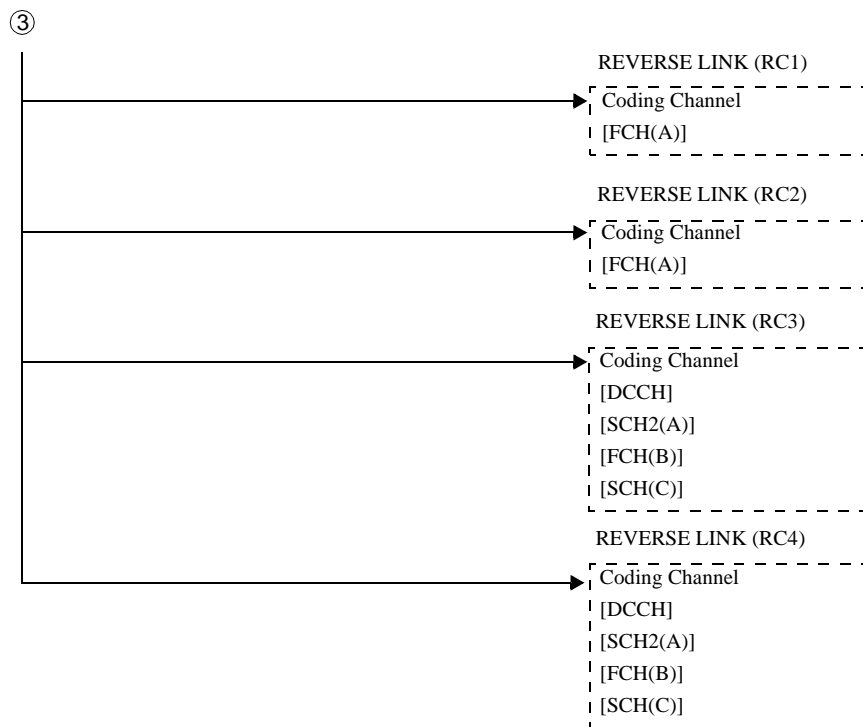 ③
REVERSE LINK (RC1)
Coding Channel
[FCH(A)]
REVERSE LINK (RC2)
Coding Channel
[FCH(A)]
REVERSE LINK (RC3)
Coding Channel
[DCCH]
[SCH2(A)]
[FCH(B)]
[SCH(C)]
REVERSE LINK (RC4)
Coding Channel
[DCCH]
[SCH2(A)]
[FCH(B)]
[SCH(C)]